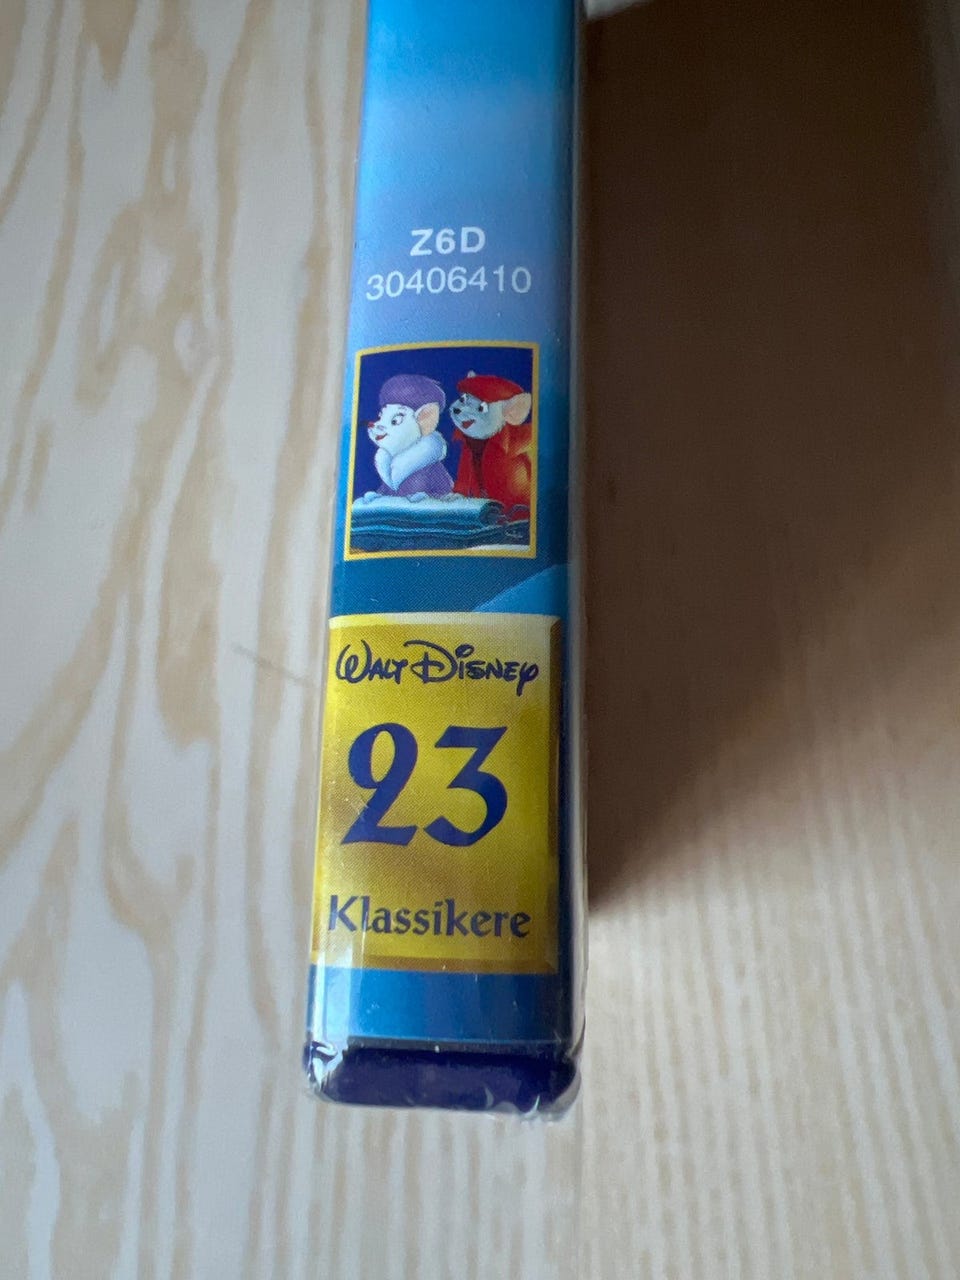 Z6D
30406410
Walt Disney
23
Klassikere